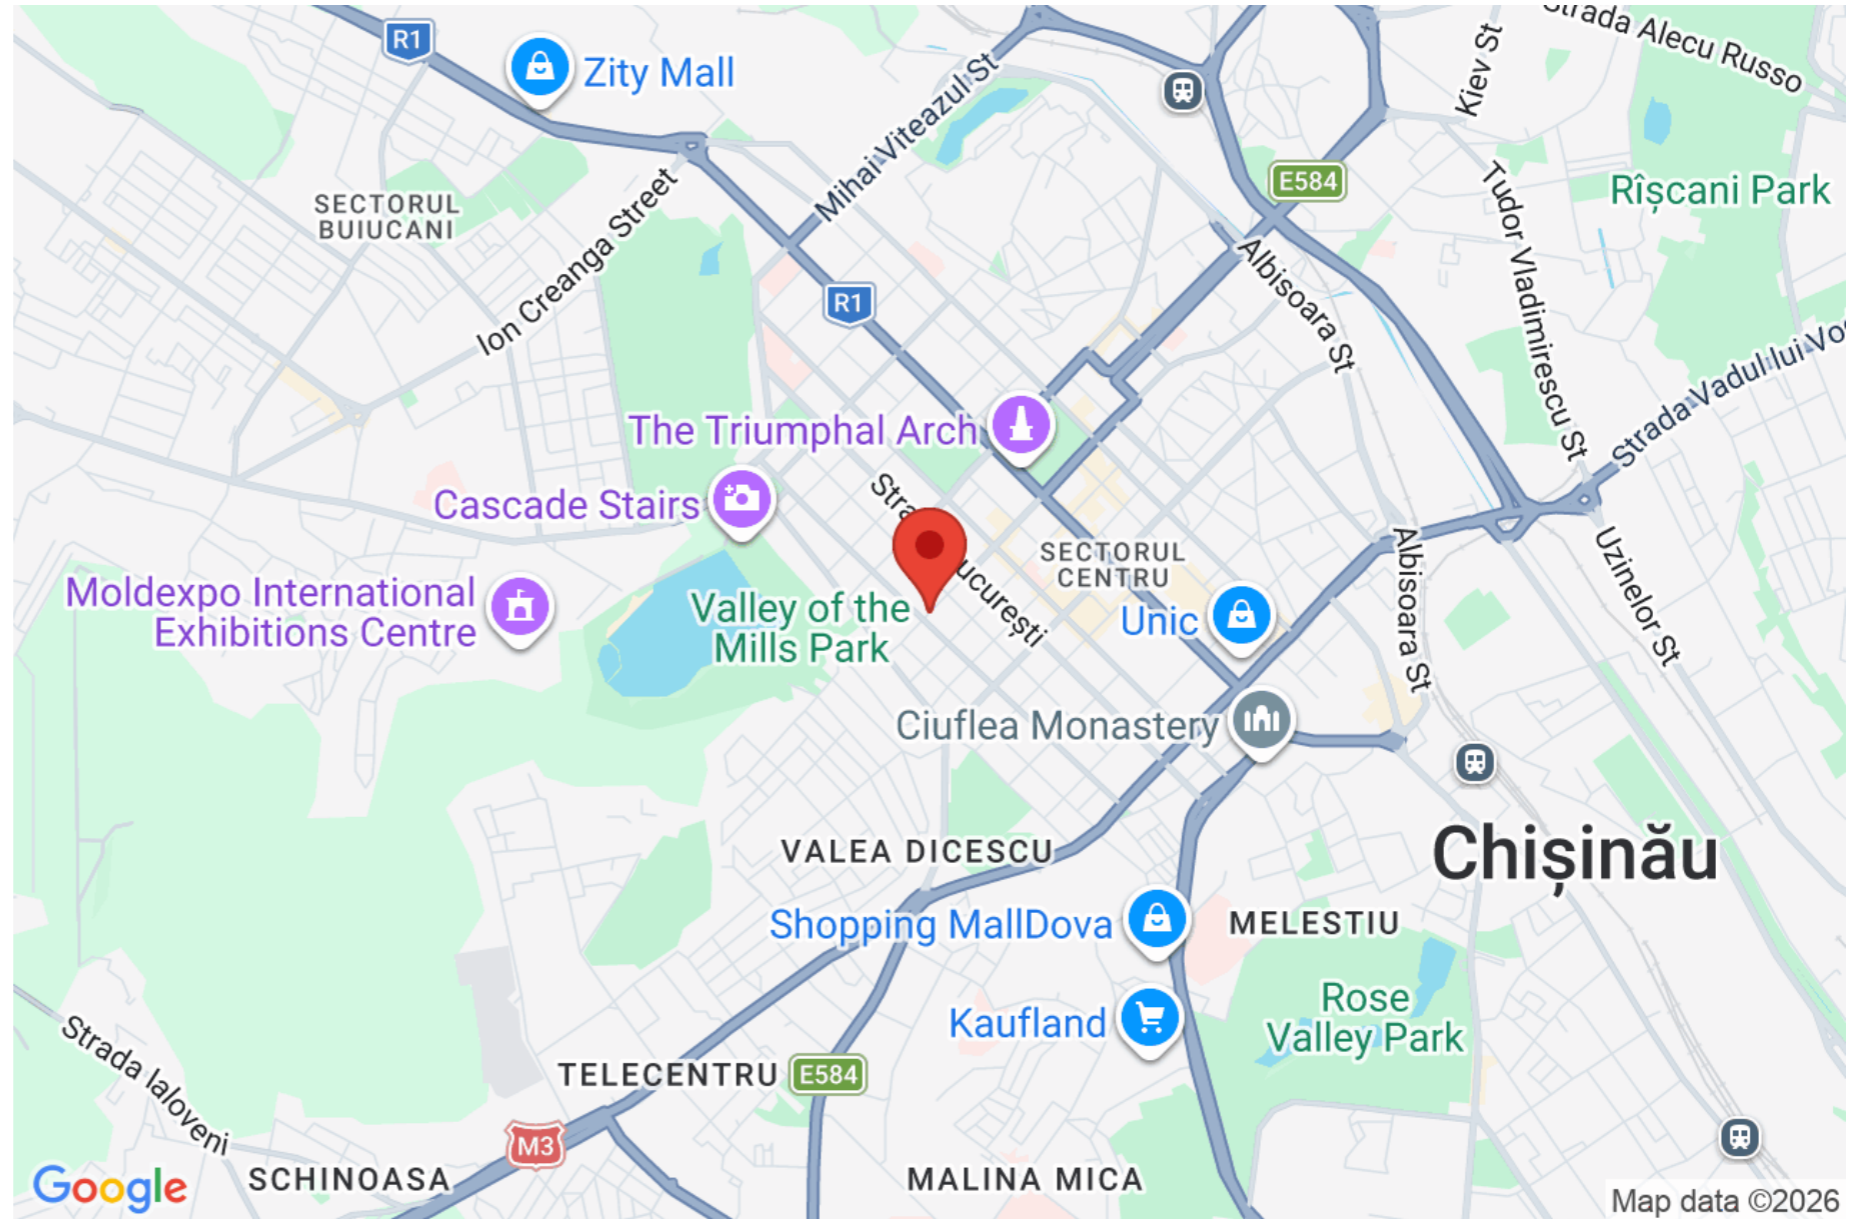 Strada Alecu Russo
R1
Zity Mall
Kiev St
Mihai Viteazul St
E584
Rîșcani Park
SECTORUL
BUIUCANI
Ion Creanga Street
Tudor Vladimirescu St
Albisoara St
R1
Strada Vadul lui Vo
The Triumphal Arch
Cascade Stairs
SECTORUL
CENTRU
Moldexpo International
Exhibitions Centre
Valley of the
Mills Park
Unic
Albisoara St
Uzinelor St
Ciuflea Monastery
Chișinău
VALEA DICESCU
Shopping MallDova
MELESTIU
Rose
Valley Park
Kaufland
Strada Ialoveni
TELECENTRU
E584
M3
SCHINOASA
MALINA MICA
Google
Map data ©2026